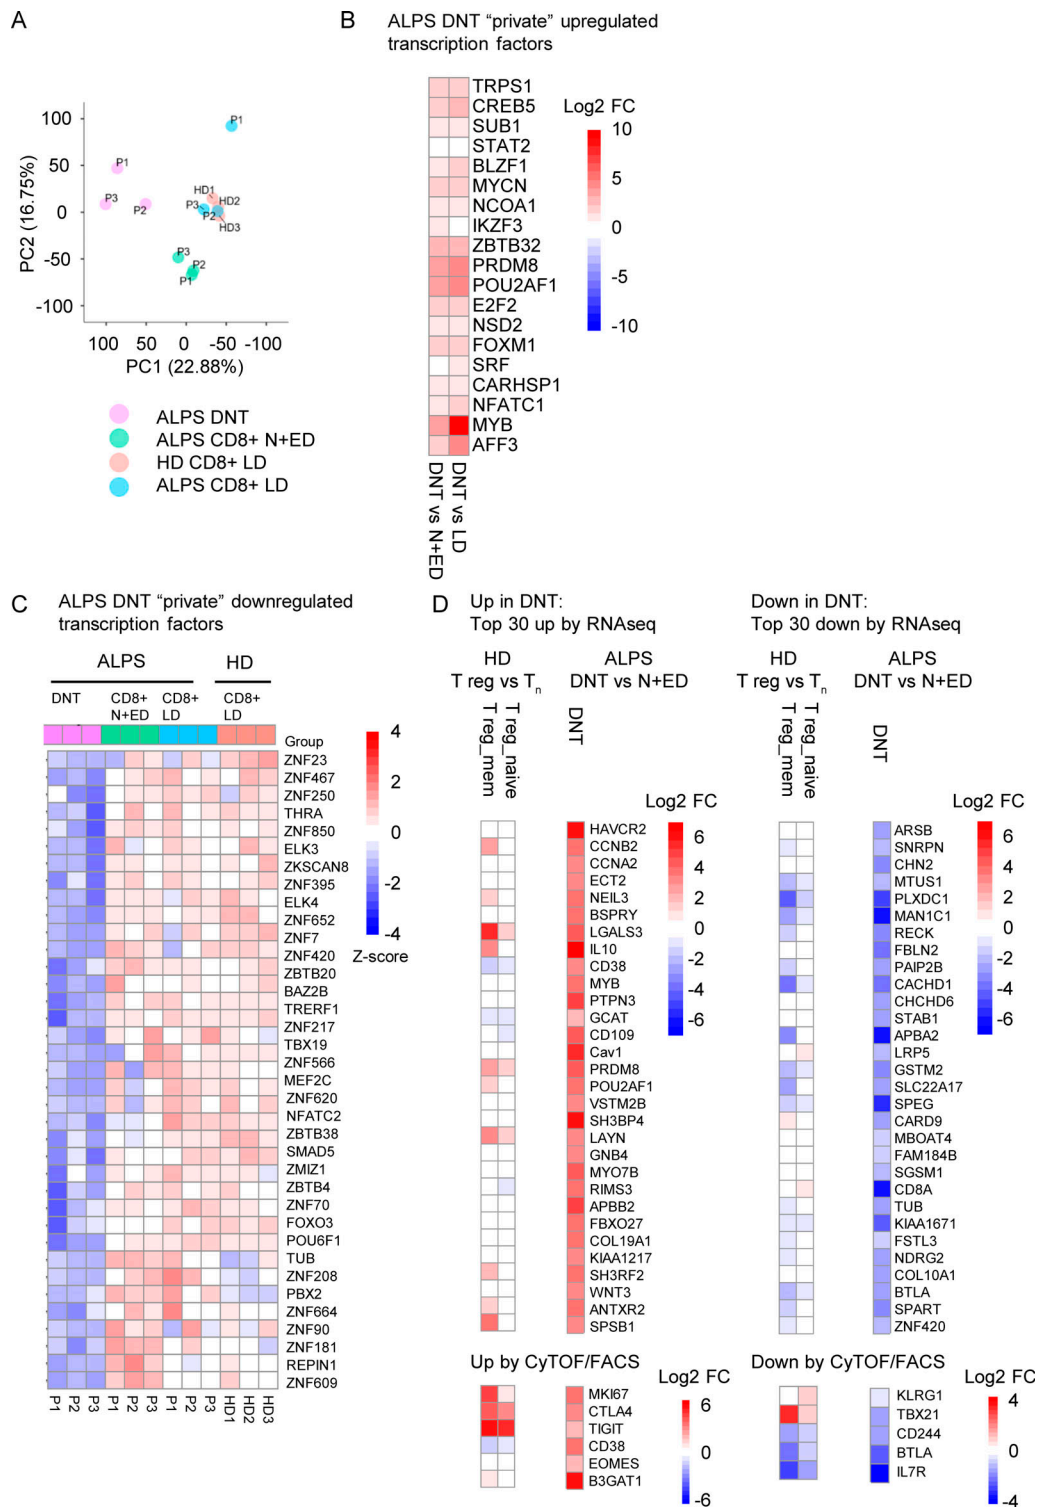 A
PC2 (16.75%)
100
50
0
-50
-100
P1
P1
P3
P2
HD1
HD2
P3
P2
HD3
P3
P2
P1
100 50 0 -50 -100
PC1 (22.88%)
ALPS DNT
ALPS CD8+ N+ED
HD CD8+ LD
ALPS CD8+ LD
B
ALPS DNT “private” upregulated
transcription factors
TRPS1
CREB5
SUB1
STAT2
BLZF1
MYCN
NCOA1
IKZF3
ZBTB32
PRDM8
POU2AF1
E2F2
NSD2
FOXM1
SRF
CARHSP1
NFATC1
MYB
AFF3
DNT vs N+ED
DNT vs LD
Log2 FC
10
5
0
-5
-10
C
ALPS DNT “private” downregulated
transcription factors
ALPS HD
DNT CD8+ N+ED CD8+ LD CD8+ LD
Group
ZNF23
ZNF467
ZNF250
THRA
ZNF850
ELK3
ZKSCAN8
ZNF395
ELK4
ZNF652
ZNF7
ZNF420
ZBTB20
BAZ2B
TRERF1
ZNF217
TBX19
ZNF566
MEF2C
ZNF620
NFATC2
ZBTB38
SMAD5
ZMIZ1
ZBTB4
ZNF70
FOXO3
POU6F1
TUB
ZNF208
PBX2
ZNF664
ZNF90
ZNF181
REPIN1
ZNF609
P1 P2 P3 P1 P2 P3 P1 P2 P3 HD1 HD2 HD3
4
2
0
-2
-4
Z-score
D
Up in DNT:
Top 30 up by RNAseq
HD
T reg vs Tn
ALPS
DNT vs N+ED
T reg_mem
T reg_naive
DNT
HAVCR2
CCNB2
CCNA2
ECT2
NEIL3
BSPRY
LGALS3
IL10
CD38
MYB
PTPN3
GCAT
CD109
Cav1
PRDM8
POU2AF1
VSTM2B
SH3BP4
LAYN
GNB4
MYO7B
RIMS3
APBB2
FBXO27
COL19A1
KIAA1217
SH3RF2
WNT3
ANTXR2
SPSB1
Log2 FC
6
4
2
0
-2
-4
-6
Up by CyTOF/FACS
MKI67
CTLA4
TIGIT
CD38
EOMES
B3GAT1
Log2 FC
6
0
-6
Down in DNT:
Top 30 down by RNAseq
HD
T reg vs Tn
ALPS
DNT vs N+ED
T reg_mem
T reg_naive
DNT
ARSB
SNRPN
CHN2
MTUS1
PLXDC1
MAN1C1
RECK
FBLN2
PAIP2B
CACHD1
CHCHD6
STAB1
APBA2
LRP5
GSTM2
SLC22A17
SPEG
CARD9
MBOAT4
FAM184B
SGSM1
CD8A
TUB
KIAA1671
FSTL3
NDRG2
COL10A1
BTLA
SPART
ZNF420
Log2 FC
6
4
2
0
-2
-4
-6
Down by CyTOF/FACS
KLRG1
TBX21
CD244
BTLA
IL7R
Log2 FC
4
0
-4